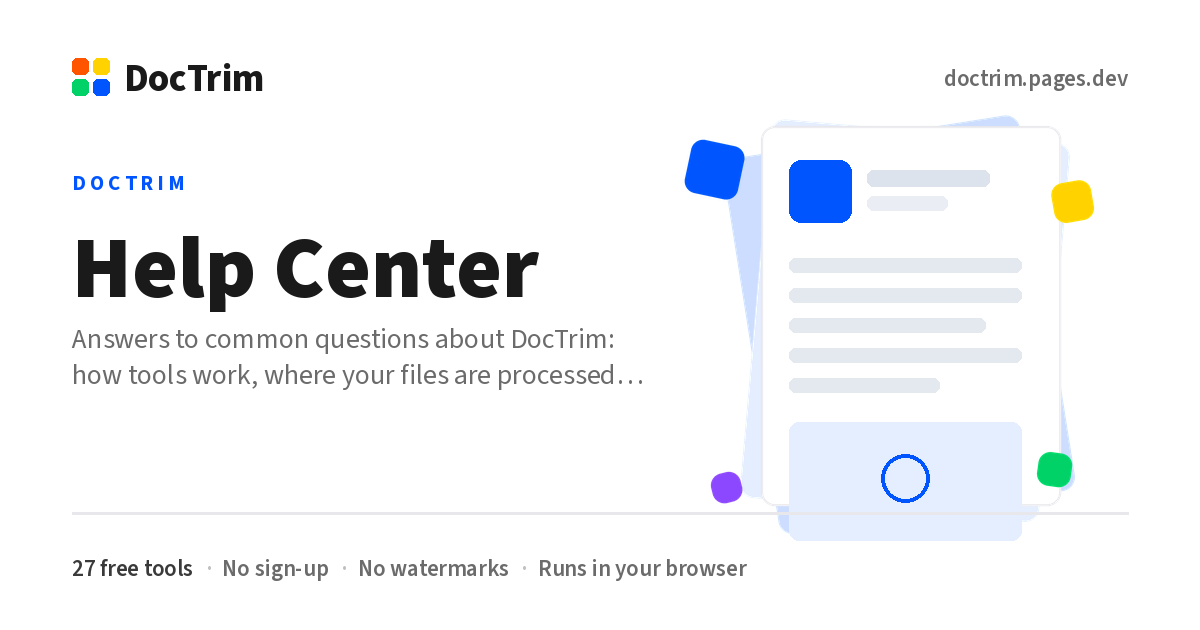 DocTrim
doctrim.pages.dev
DOCTRIM
Help Center
Answers to common questions about DocTrim:
how tools work, where your files are processed…
27 free tools · No sign-up · No watermarks · Runs in your browser